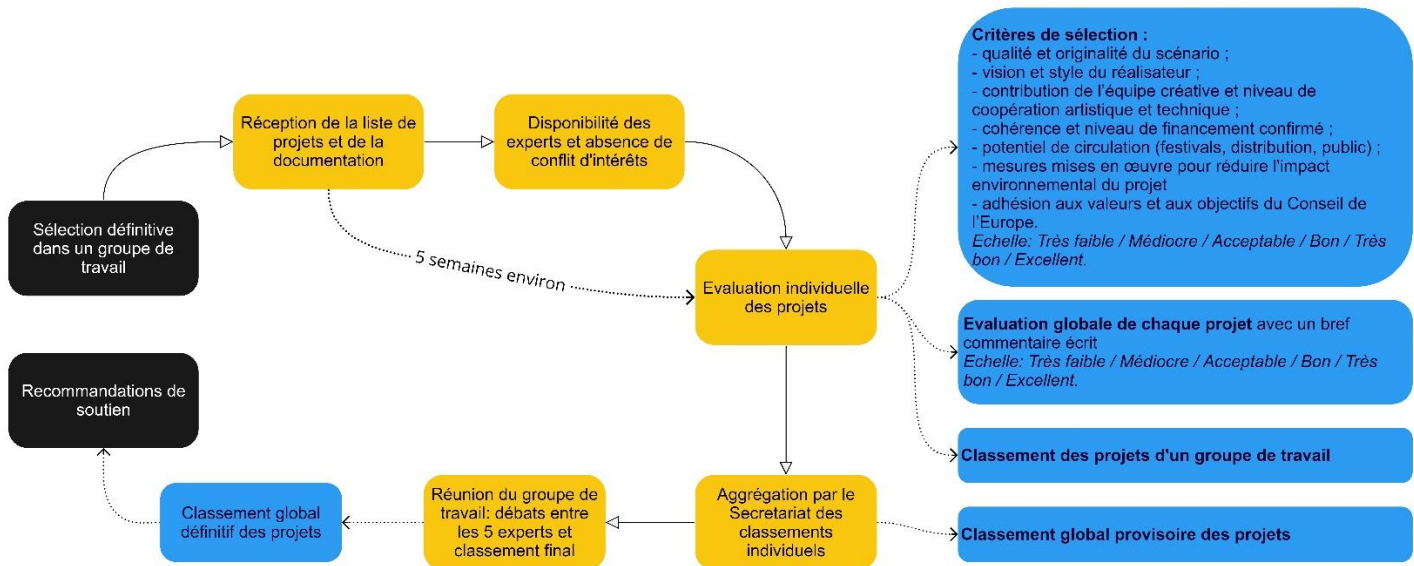 Sélection définitive
dans un groupe de
travail
Réception de la liste de
projets et de la
documentation
Disponibilité des
experts et absence de
conflit d'intérêts
5 semaines environ
Evaluation individuelle
des projets
Critères de sélection :
- qualité et originalité du scénario ;
- vision et style du réalisateur ;
- contribution de l'équipe créative et niveau de
coopération artistique et technique ;
- cohérence et niveau de financement confirmé ;
- potentiel de circulation (festivals, distribution, public) ;
- mesures mises en œuvre pour réduire l'impact
environnemental du projet
- adhésion aux valeurs et aux objectifs du Conseil de
l'Europe.
Echelle: Très faible / Médiocre / Acceptable / Bon / Très
bon / Excellent.
Evaluation globale de chaque projet avec un bref
commentaire écrit
Echelle: Très faible / Médiocre / Acceptable / Bon / Très
bon / Excellent.
Classement des projets d'un groupe de travail
Aggrégation par le
Secretariat des
classements
individuels
Classement global provisoire des projets
Réunion du groupe de
travail: débats entre
les 5 experts et
classement final
Classement global
définitif des projets
Recommandations de
soutien